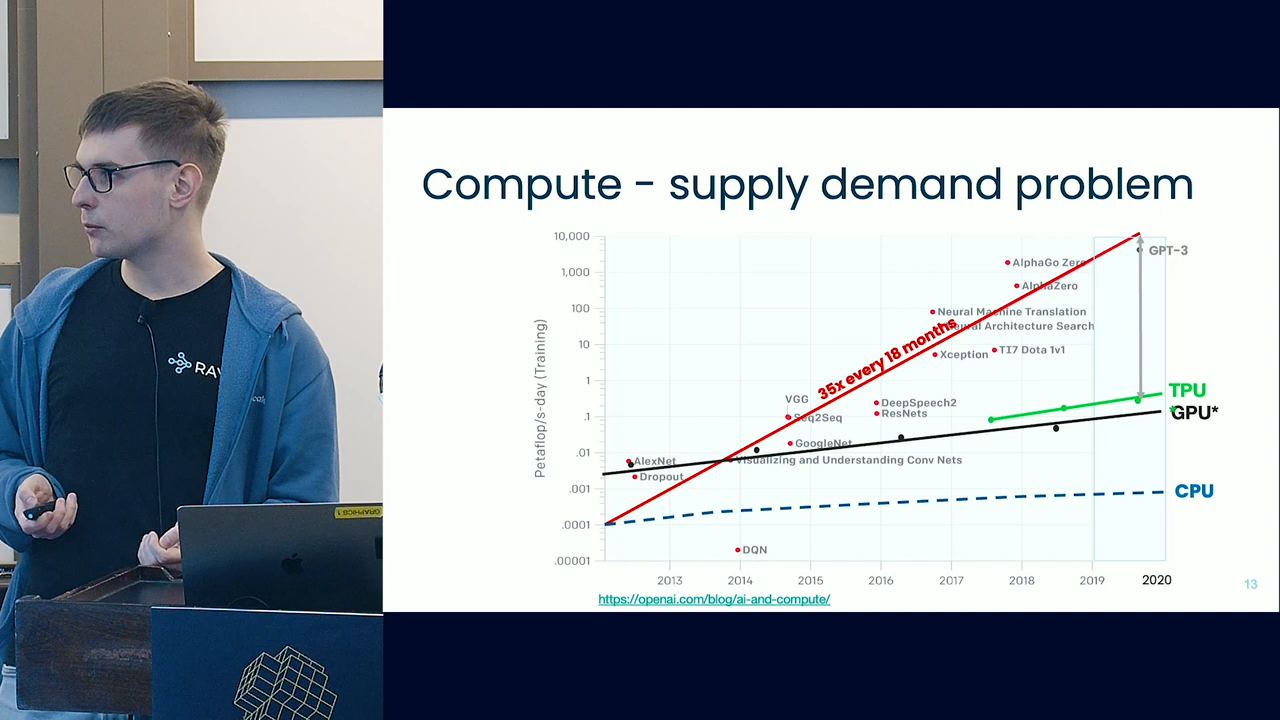 Compute - supply demand problem
10,000
1,000
100
10
1
.1
.01
.001
.0001
.00001
Petaflop/s-day (Training)
2013
2014
2015
2016
2017
2018
2019
2020
GPT-3
AlphaGo Zero
AlphaZero
Neural Machine Translation
Neural Architecture Search
TI7 Dota 1v1
Xception
35x every 18 months
VGG
DeepSpeech2
Seq2Seq
ResNets
GoogleNet
AlexNet
Visualizing and Understanding Conv Nets
Dropout
DQN
TPU
*GPU*
CPU
https://openai.com/blog/ai-and-compute/
13
RAY
GRAPHICS 1